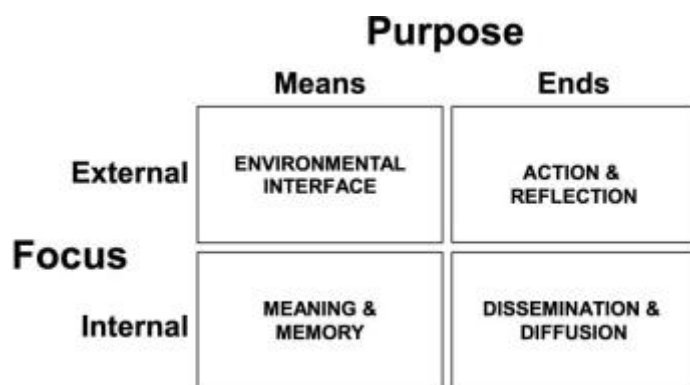 Purpose
Means Ends
External
ENVIRONMENTAL
INTERFACE
ACTION &
REFLECTION
Focus
Internal
MEANING &
MEMORY
DISSEMINATION &
DIFFUSION